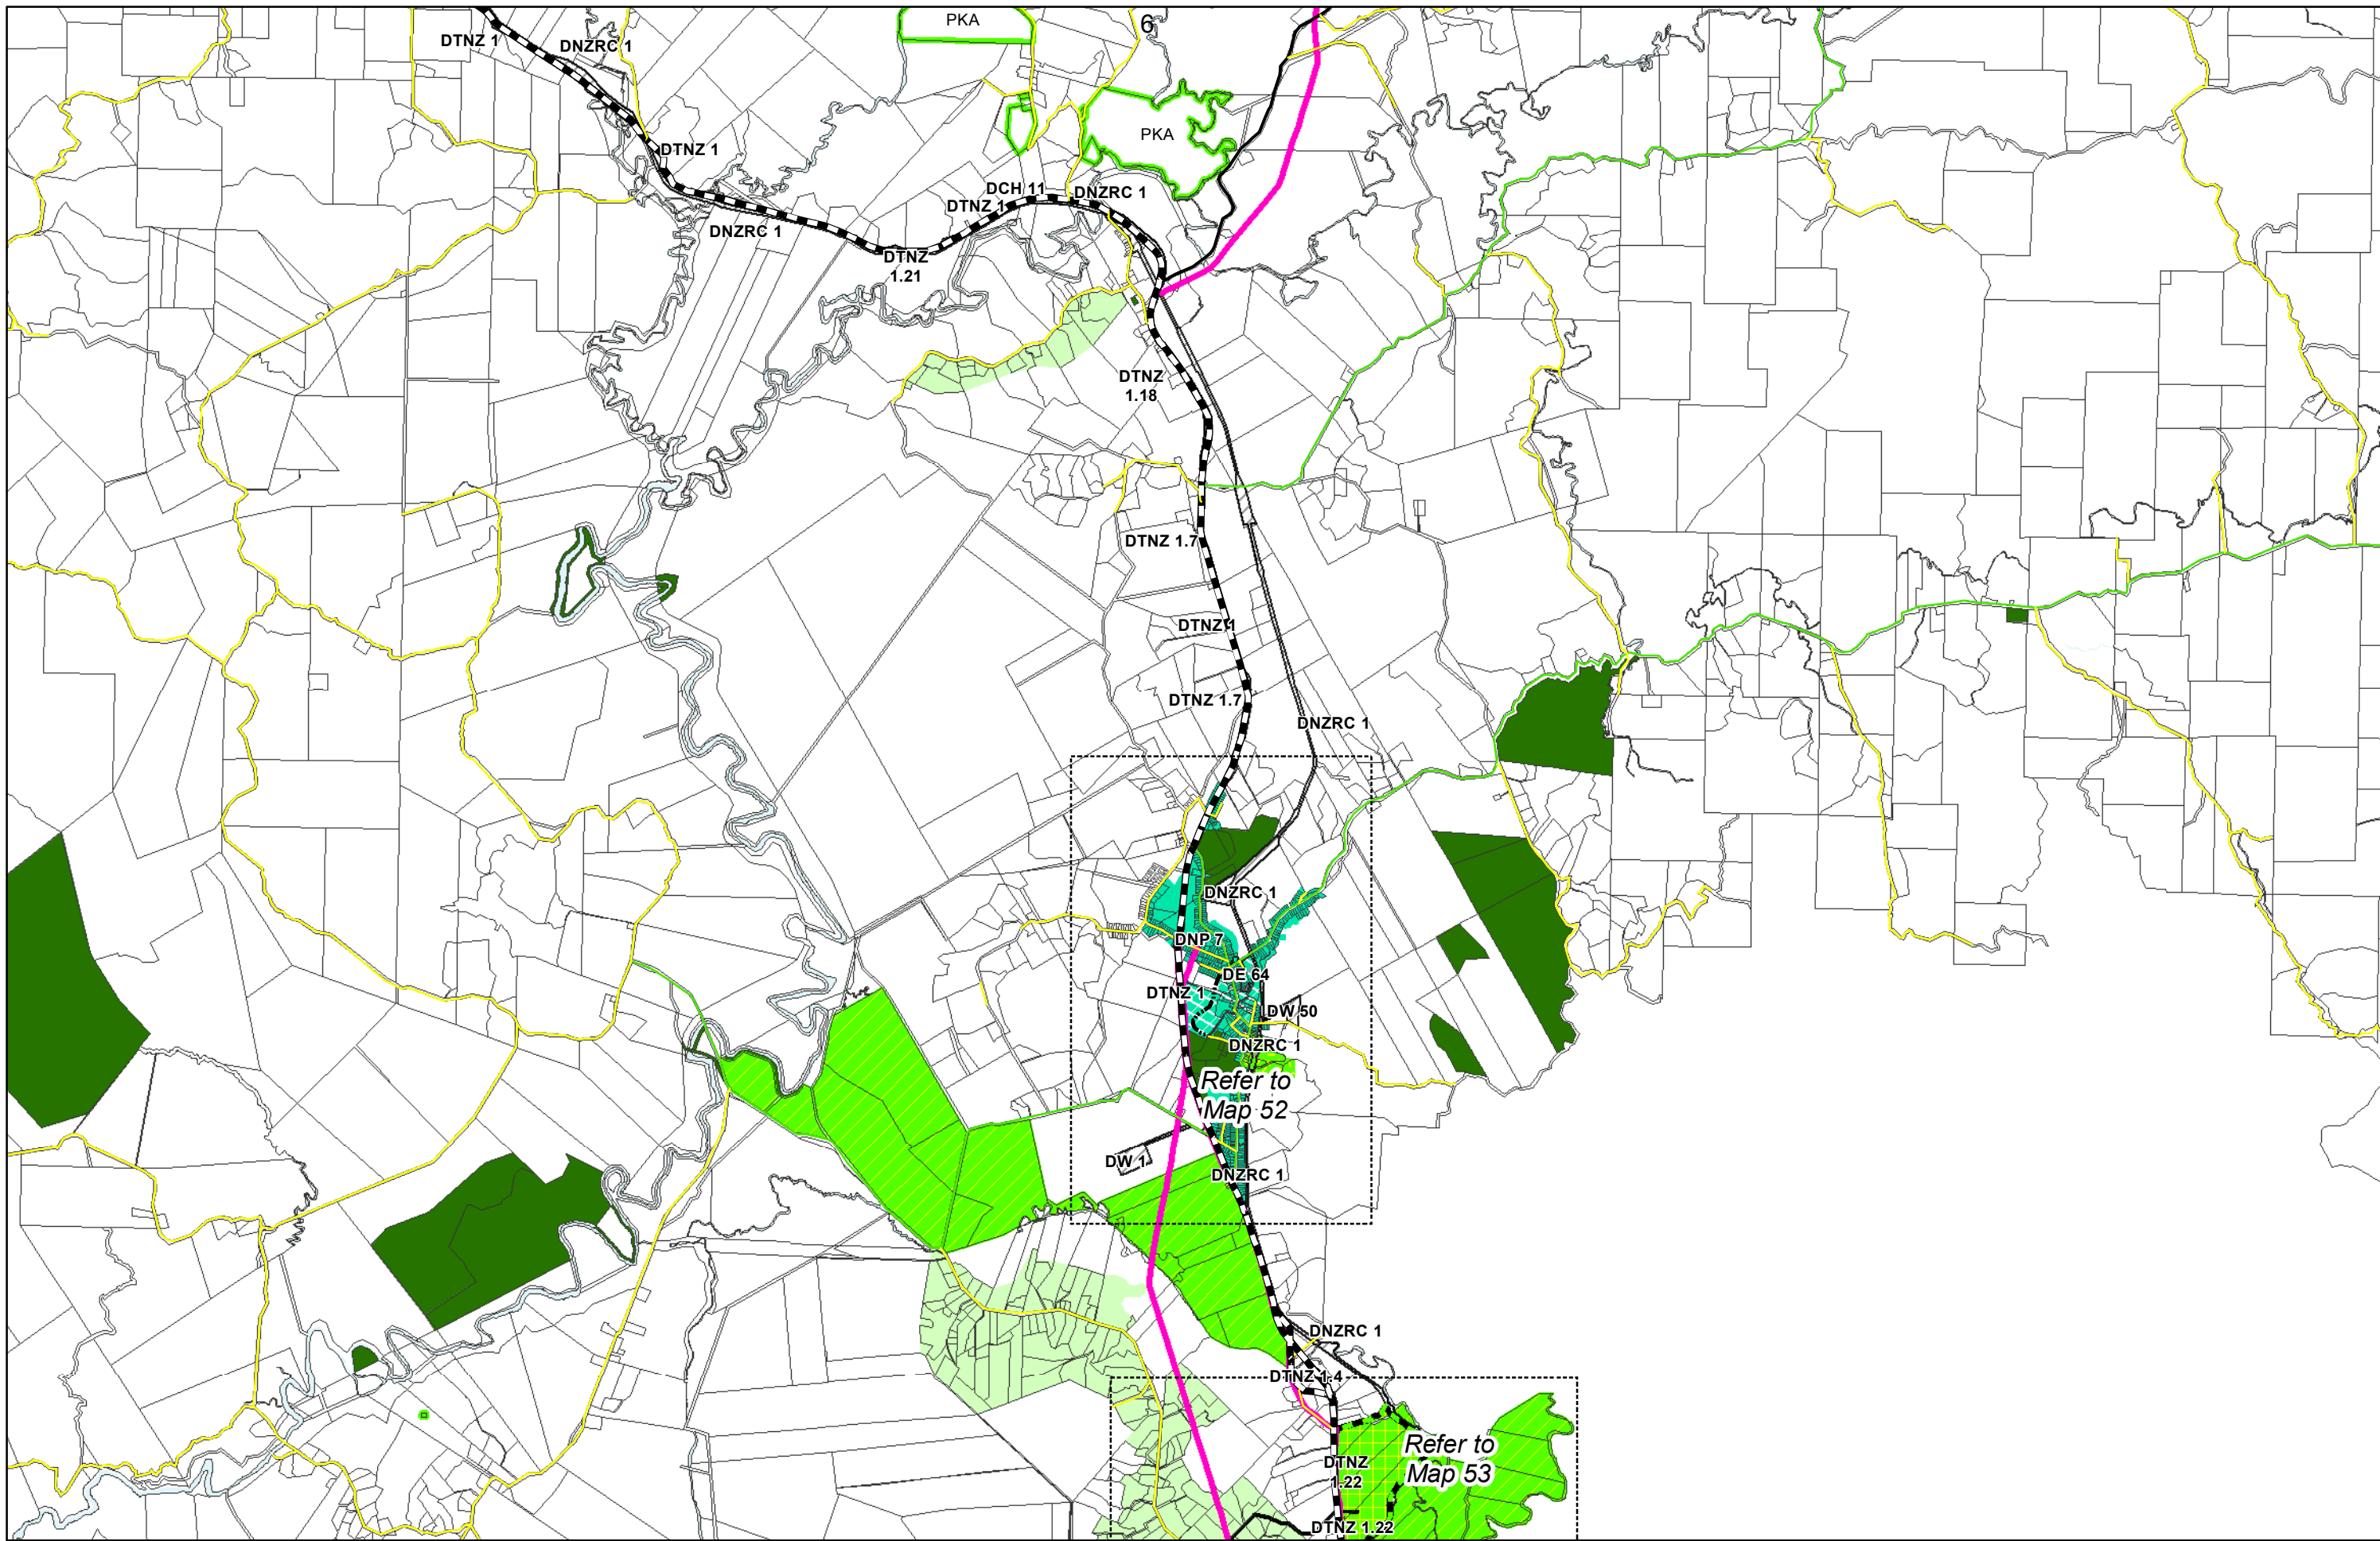 PKA
6
DTNZ 1
DNZRC 1
PKA
DTNZ 1
DCH 11
DNZRC 1
DTNZ 1
DNZRC 1
DTNZ
1.21
DTNZ
1.18
DTNZ 1.7
DTNZ 1
DTNZ 1.7
DNZRC 1
DNZRC 1
DNP 7
DE 64
DTNZ 1
DW 50
DNZRC 1
Refer to
Map 52
DW 1
DNZRC 1
DNZRC 1
DTNZ 1.4
Refer to
Map 53
DTNZ
1.22
DTNZ 1.22